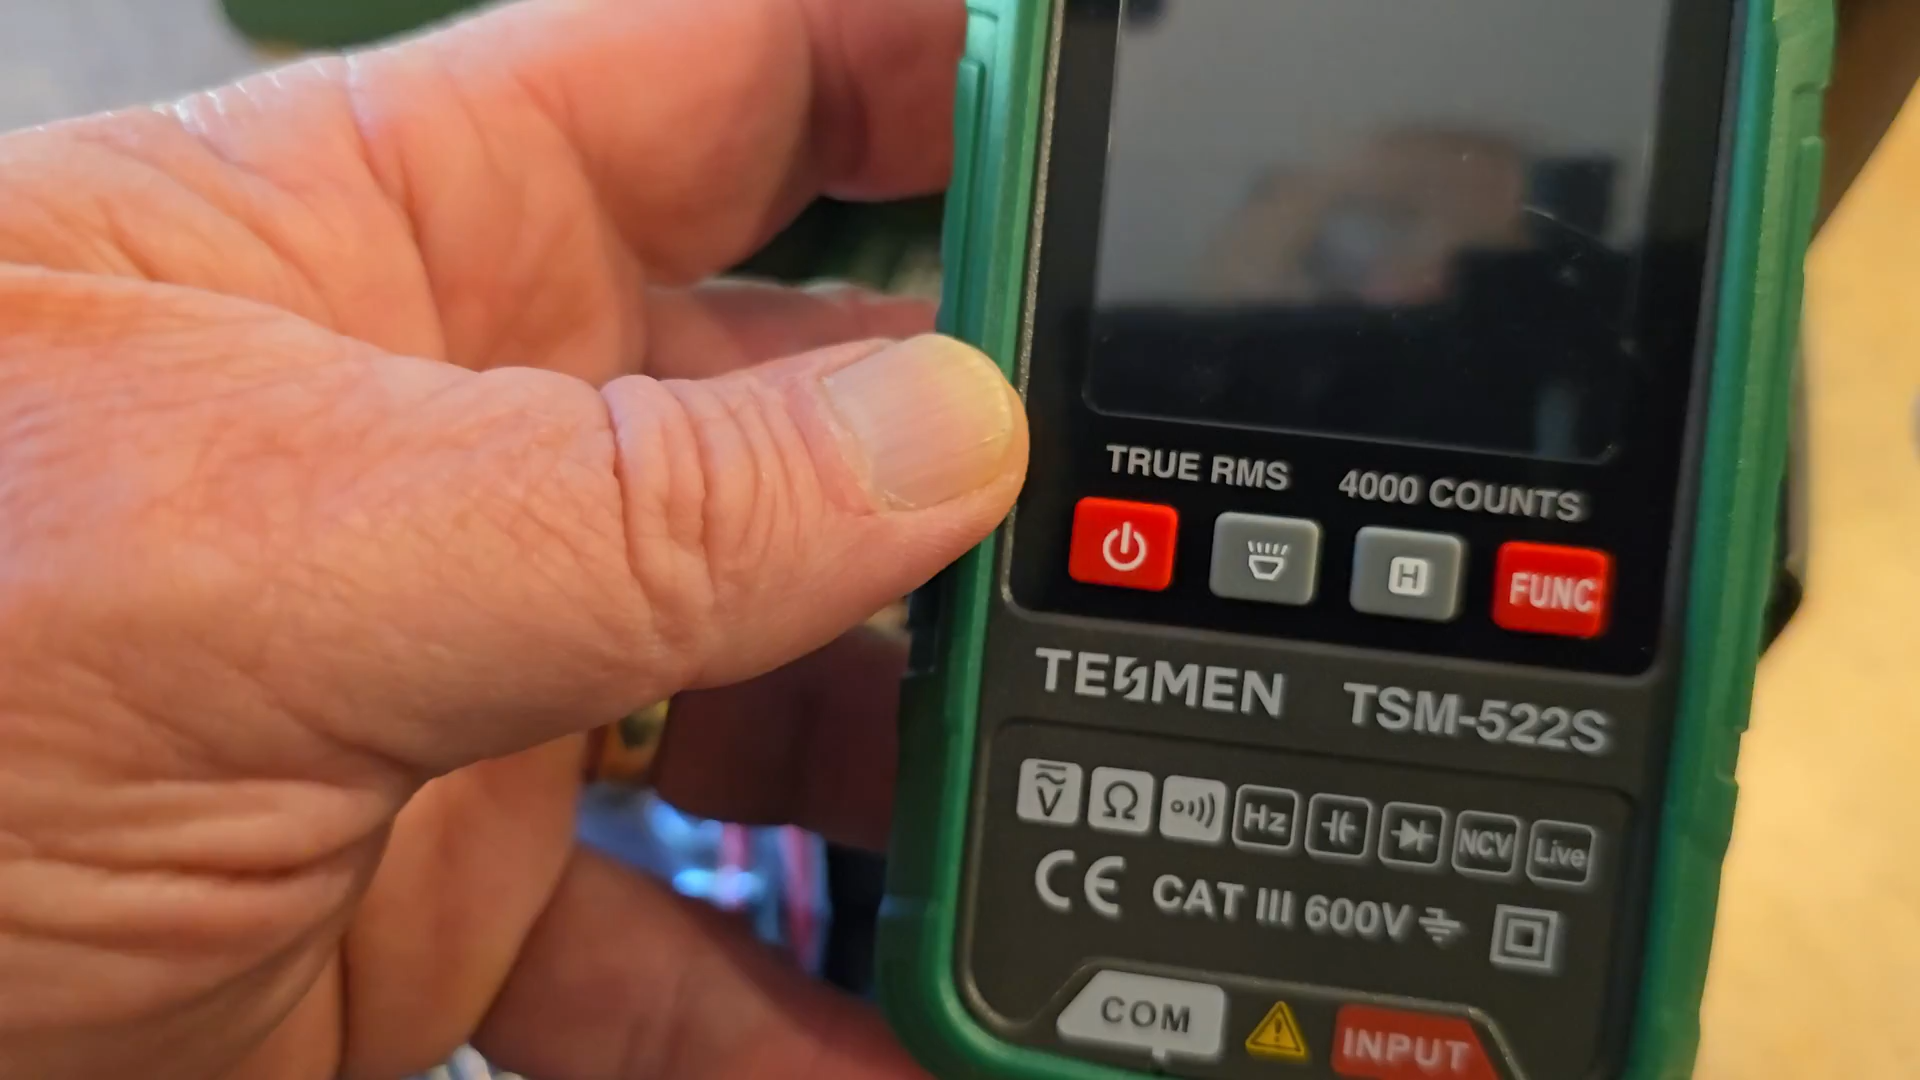 TRUE RMS 4000 COUNTS
H FUNC
TESMEN TSM-522S
V Ω Hz NCV Live
CE CAT III 600V
COM INPUT